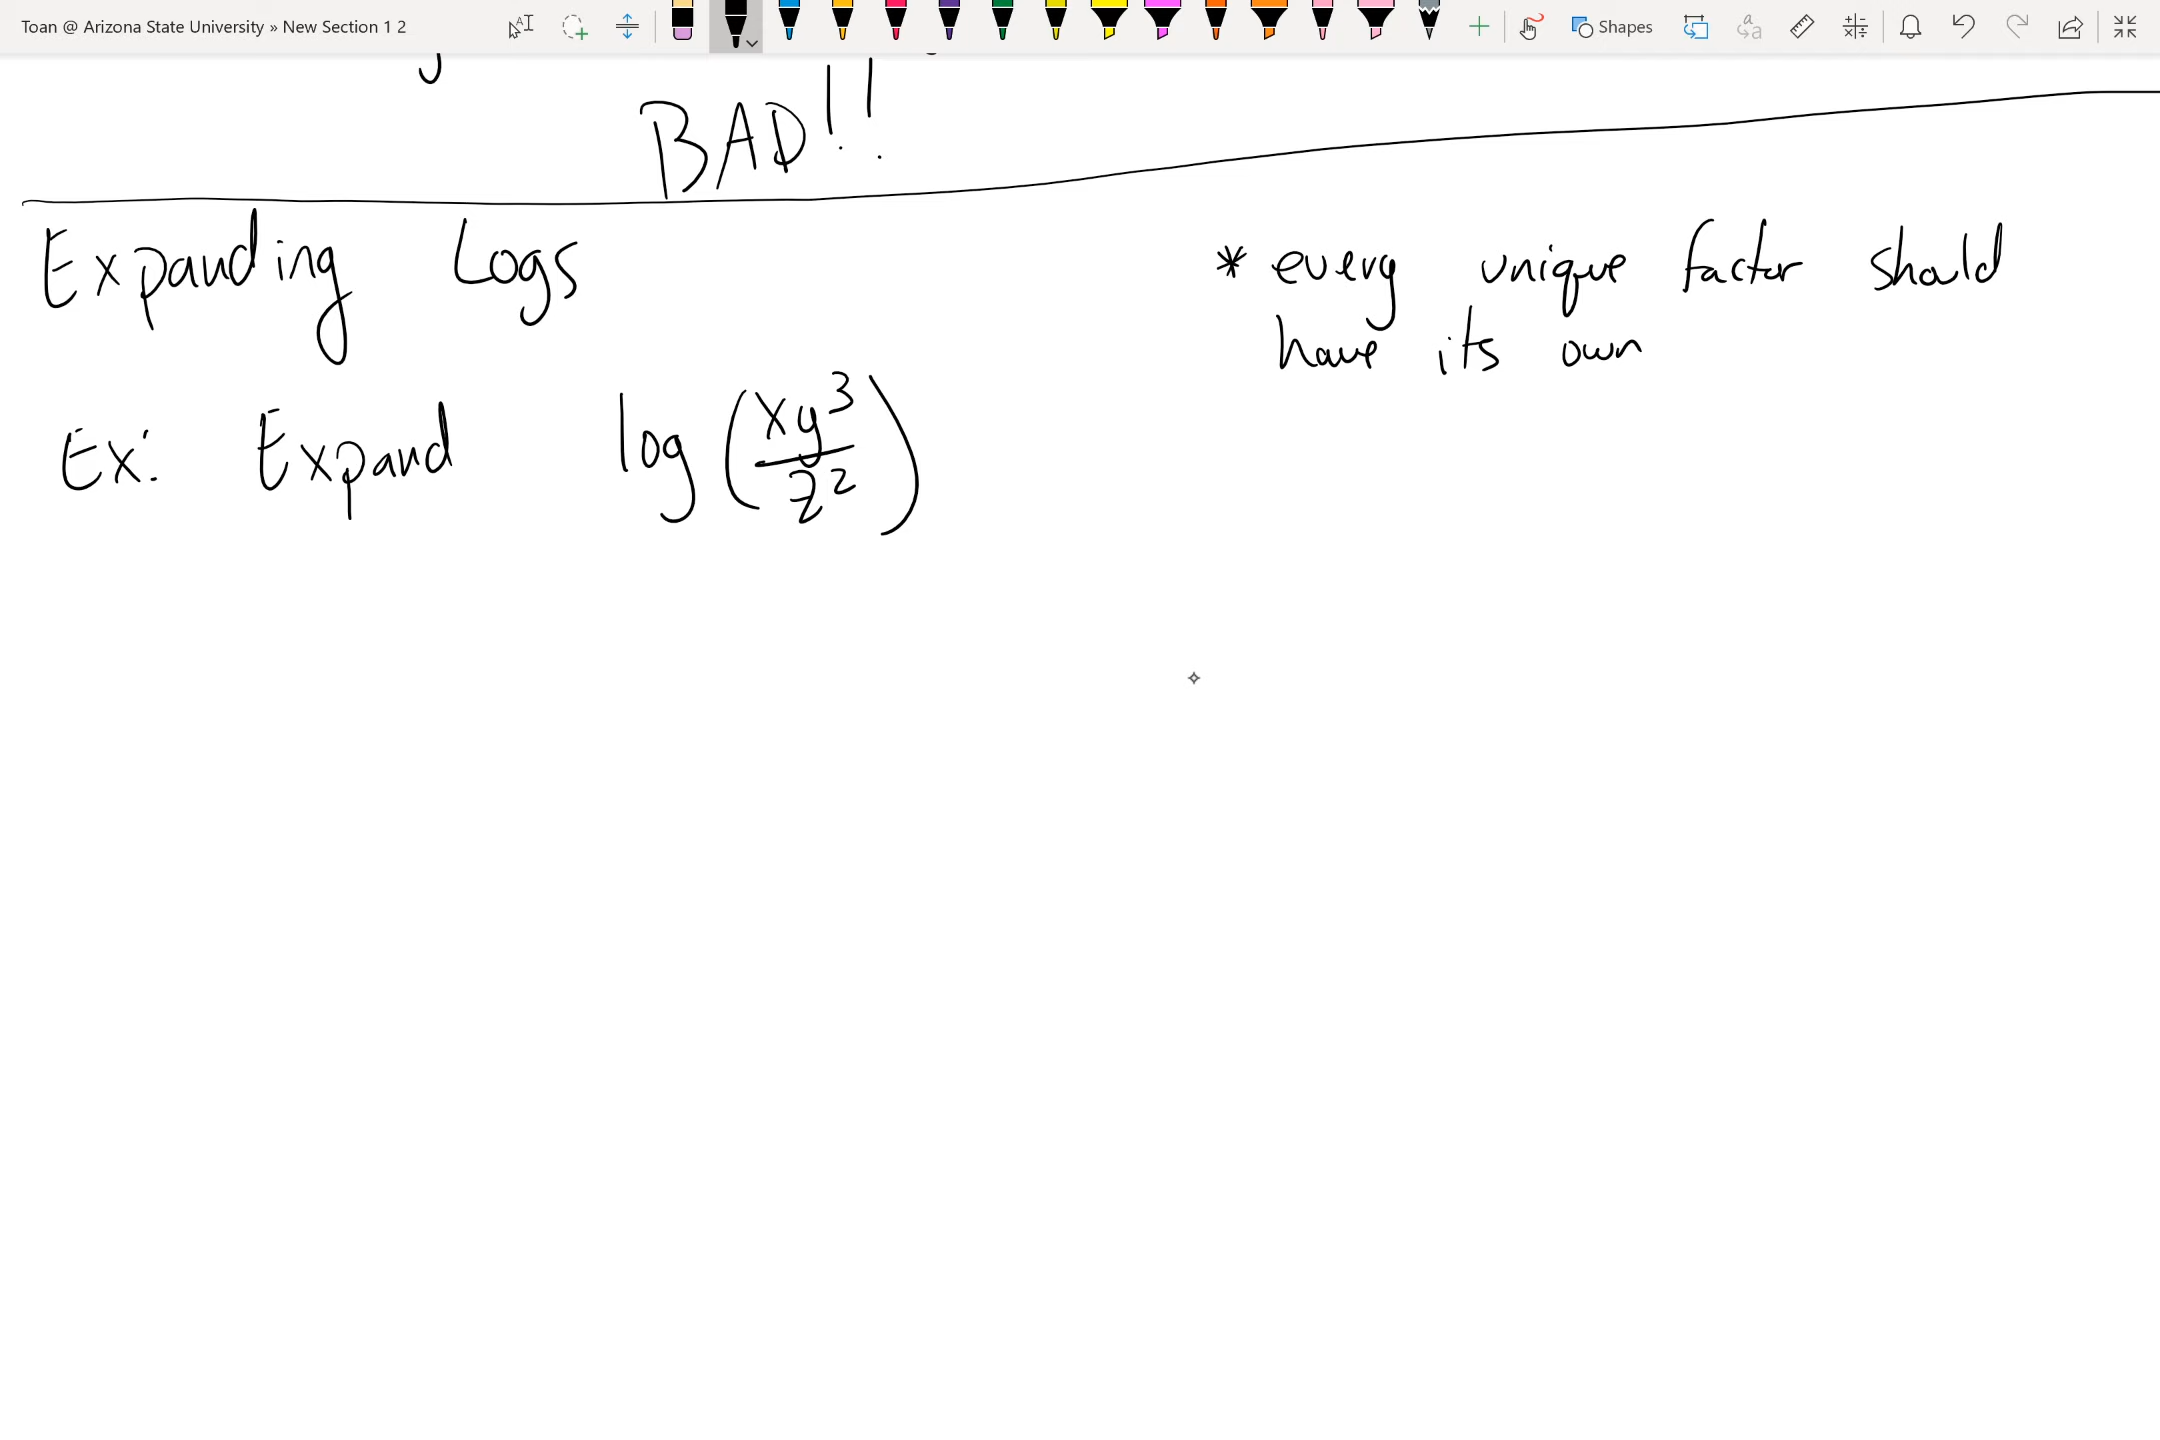 Toan @ Arizona State University » New Section 1 2
Shapes
BAD!!
Expanding Logs
* every unique factor should
have its own
Ex: Expand log(xy³/z²)